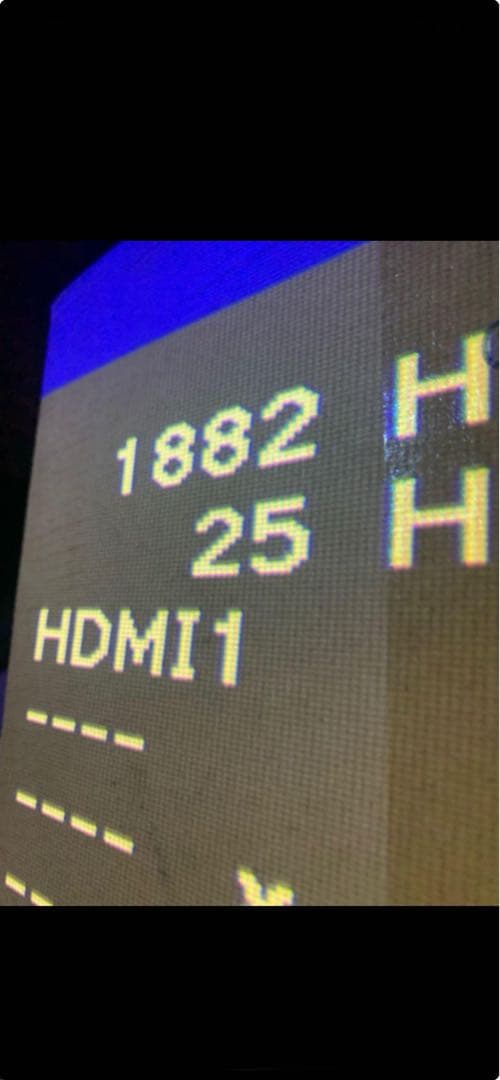 1882 H
25 H
HDMI1
----
----
--